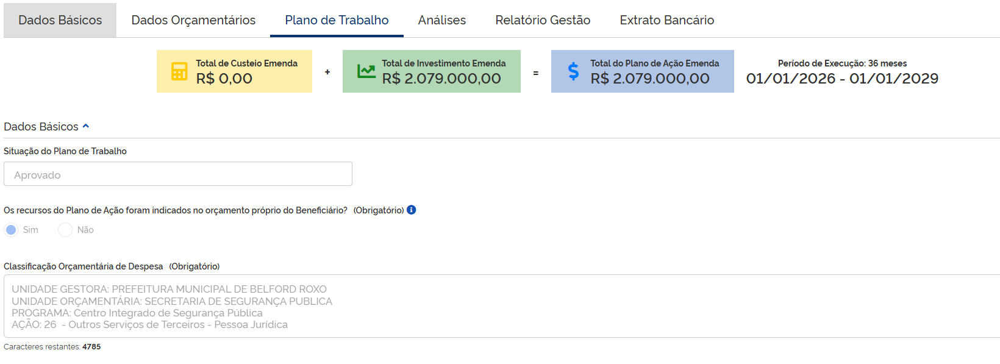 Dados Básicos Dados Orçamentários Plano de Trabalho Análises Relatório Gestão Extrato Bancário
Total de Custeio Emenda
R$ 0,00
+
Total de Investimento Emenda
R$ 2.079.000,00
=
Total do Plano de Ação Emenda
R$ 2.079.000,00
Período de Execução: 36 meses
01/01/2026 - 01/01/2029
Dados Básicos
Situação do Plano de Trabalho
Aprovado
Os recursos do Plano de Ação foram indicados no orçamento próprio do Beneficiário? (Obrigatório)
Sim Não
Classificação Orçamentária de Despesa (Obrigatório)
UNIDADE GESTORA: PREFEITURA MUNICIPAL DE BELFORD ROXO
UNIDADE ORÇAMENTÁRIA: SECRETARIA DE SEGURANÇA PUBLICA
PROGRAMA: Centro Integrado de Segurança Pública
AÇÃO: 26 - Outros Serviços de Terceiros - Pessoa Jurídica
Caracteres restantes: 4785